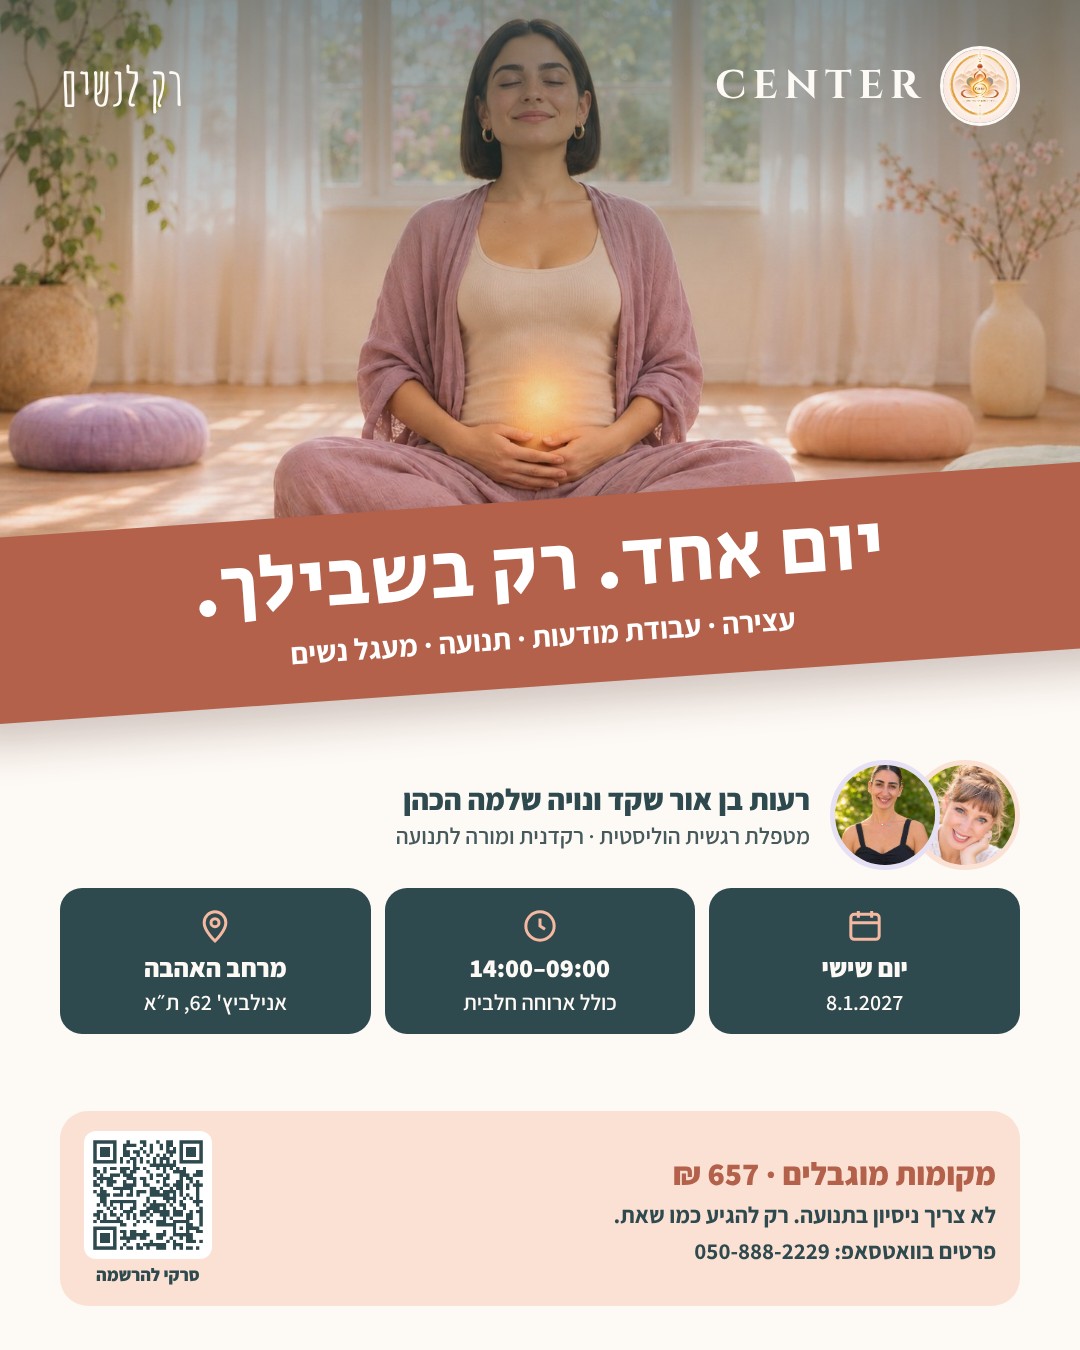 CENTER
רק לנשים
יום אחד. רק בשבילך.
עצירה · עבודת מודעות · תנועה · מעגל נשים
רעות בן אור שקד ונויה שלמה הכהן
מטפלת רגשית הוליסטית · רקדנית ומורה לתנועה
יום שישי
8.1.2027
14:00–09:00
כולל ארוחה חלבית
מרחב האהבה
אנילביץ' 62, ת״א
מקומות מוגבלים · 657 ₪
לא צריך ניסיון בתנועה. רק להגיע כמו שאת.
פרטים בוואטסאפ: 050-888-2229
סרקי להרשמה